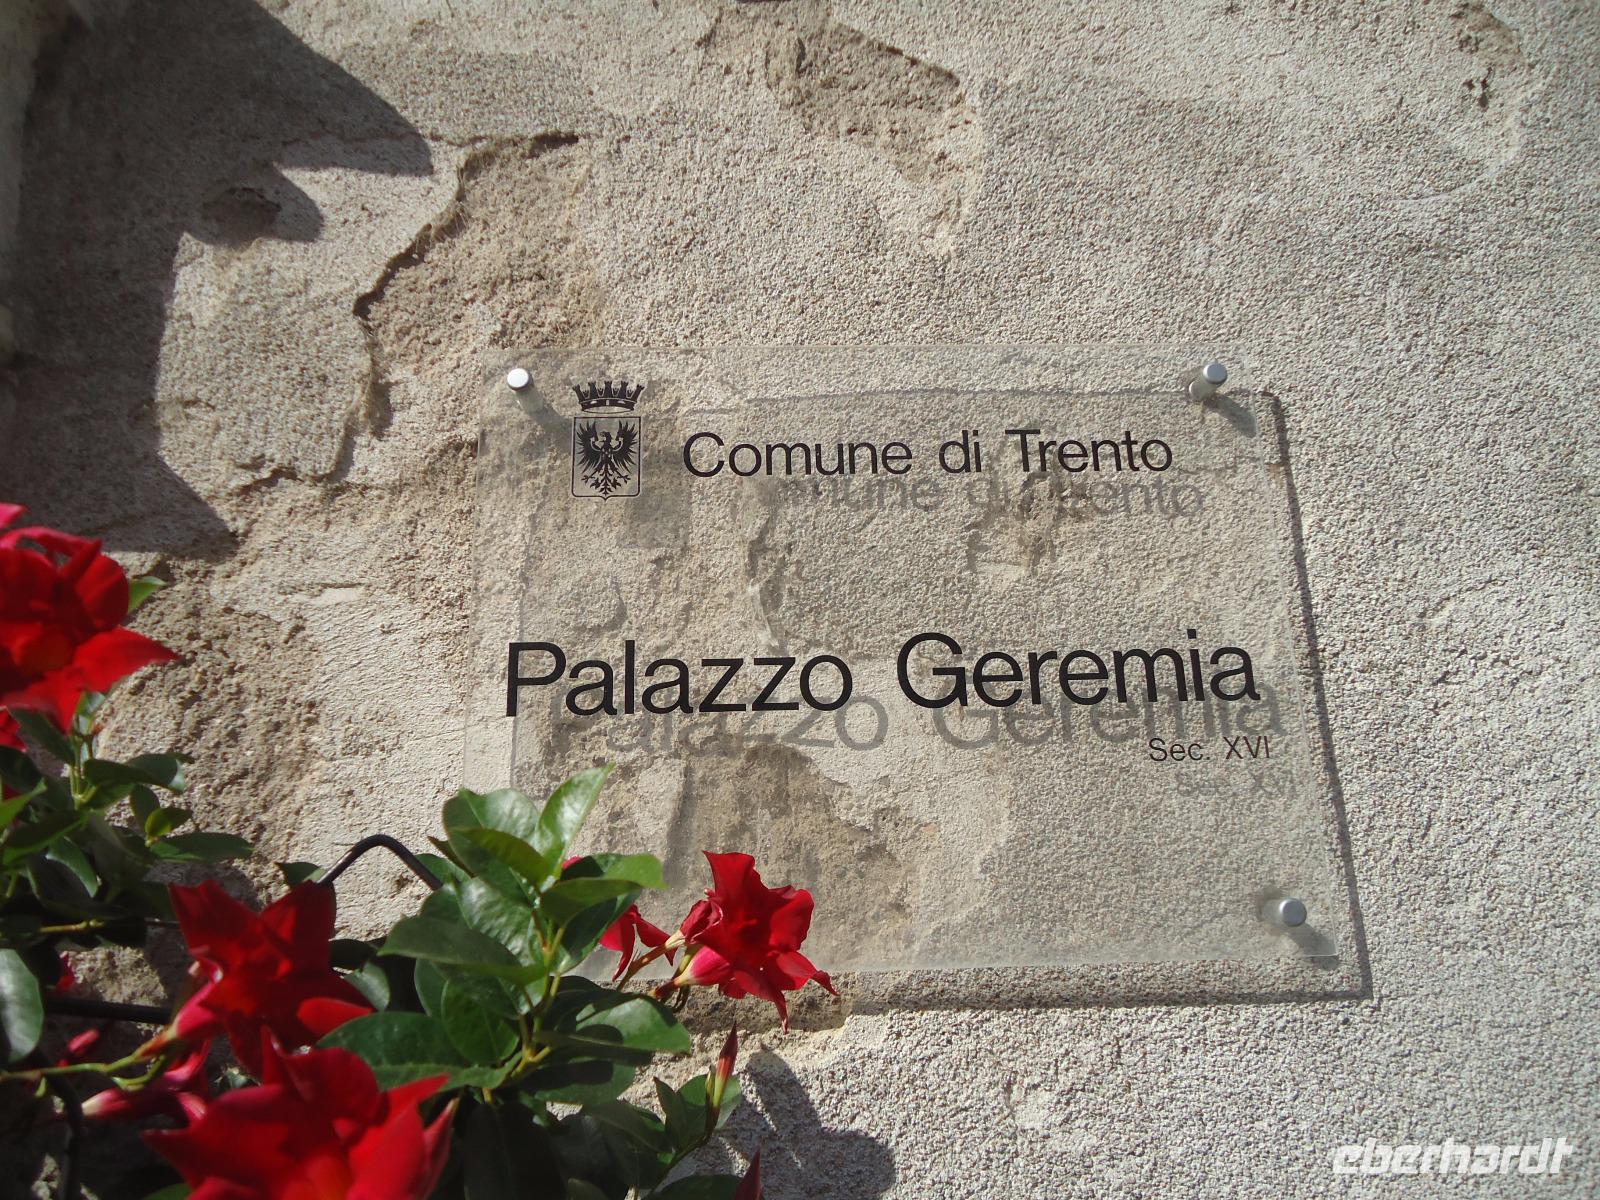 Comune di Trento
Palazzo Geremia
Sec. XVI
eberhardt